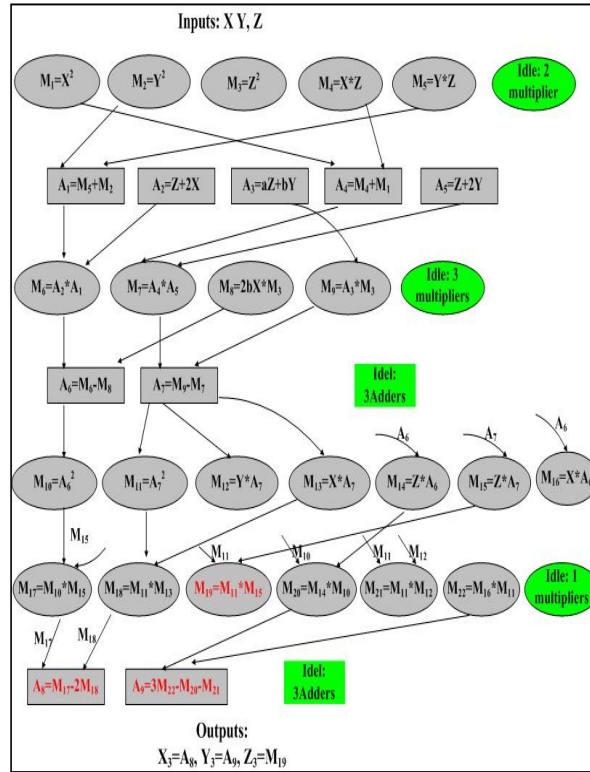 Inputs: X Y, Z
M₁=X² M₂=Y² M₃=Z² M₄=X*Z M₅=Y*Z Idle: 2 multiplier
A₁=M₅+M₂ A₂=Z+2X A₃=aZ+bY A₄=M₄+M₁ A₅=Z+2Y
M₆=A₂*A₁ M₇=A₄*A₅ M₈=2bX*M₃ M₉=A₃*M₃ Idle: 3 multipliers
A₆=M₆-M₈ A₇=M₉-M₇ Idel: 3Adders
A₆ A₇ A₆
M₁₀=A₆² M₁₁=A₇² M₁₂=Y*A₇ M₁₃=X*A₇ M₁₄=Z*A₆ M₁₅=Z*A₇ M₁₆=X*A₆
M₁₅ M₁₁ M₁₀ M₁₁ M₁₂
M₁₇=M₁₀*M₁₅ M₁₈=M₁₁*M₁₃ M₁₉=M₁₁*M₁₅ M₂₀=M₁₄*M₁₀ M₂₁=M₁₁*M₁₂ M₂₂=M₁₆*M₁₁ Idle: 1 multipliers
M₁₇ M₁₈
A₈=M₁₇-2M₁₈ A₉=3M₂₂-M₂₀-M₂₁ Idel: 3Adders
Outputs:
X₃=A₈, Y₃=A₉, Z₃=M₁₉